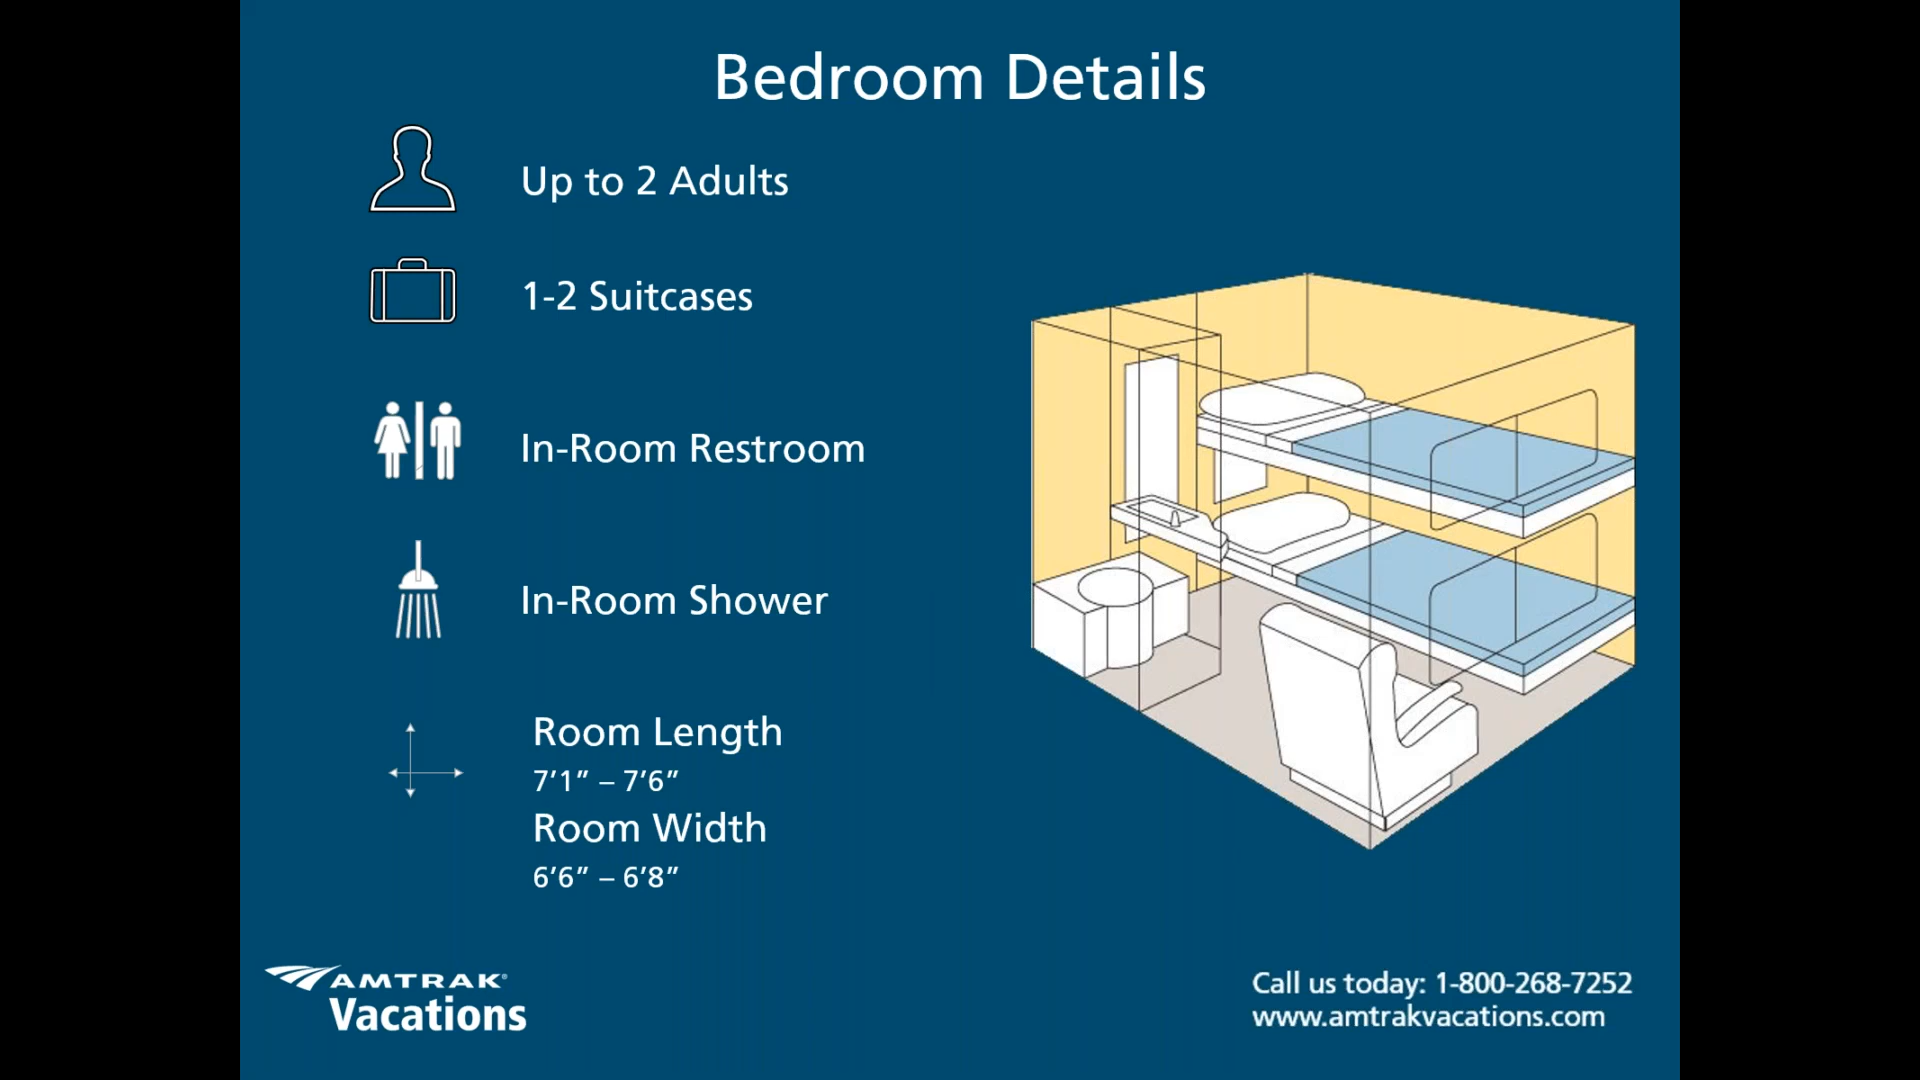 Bedroom Details
Up to 2 Adults
1-2 Suitcases
In-Room Restroom
In-Room Shower
Room Length
7’1” – 7’6”
Room Width
6’6” – 6’8”
AMTRAK®
Vacations
Call us today: 1-800-268-7252
www.amtrakvacations.com